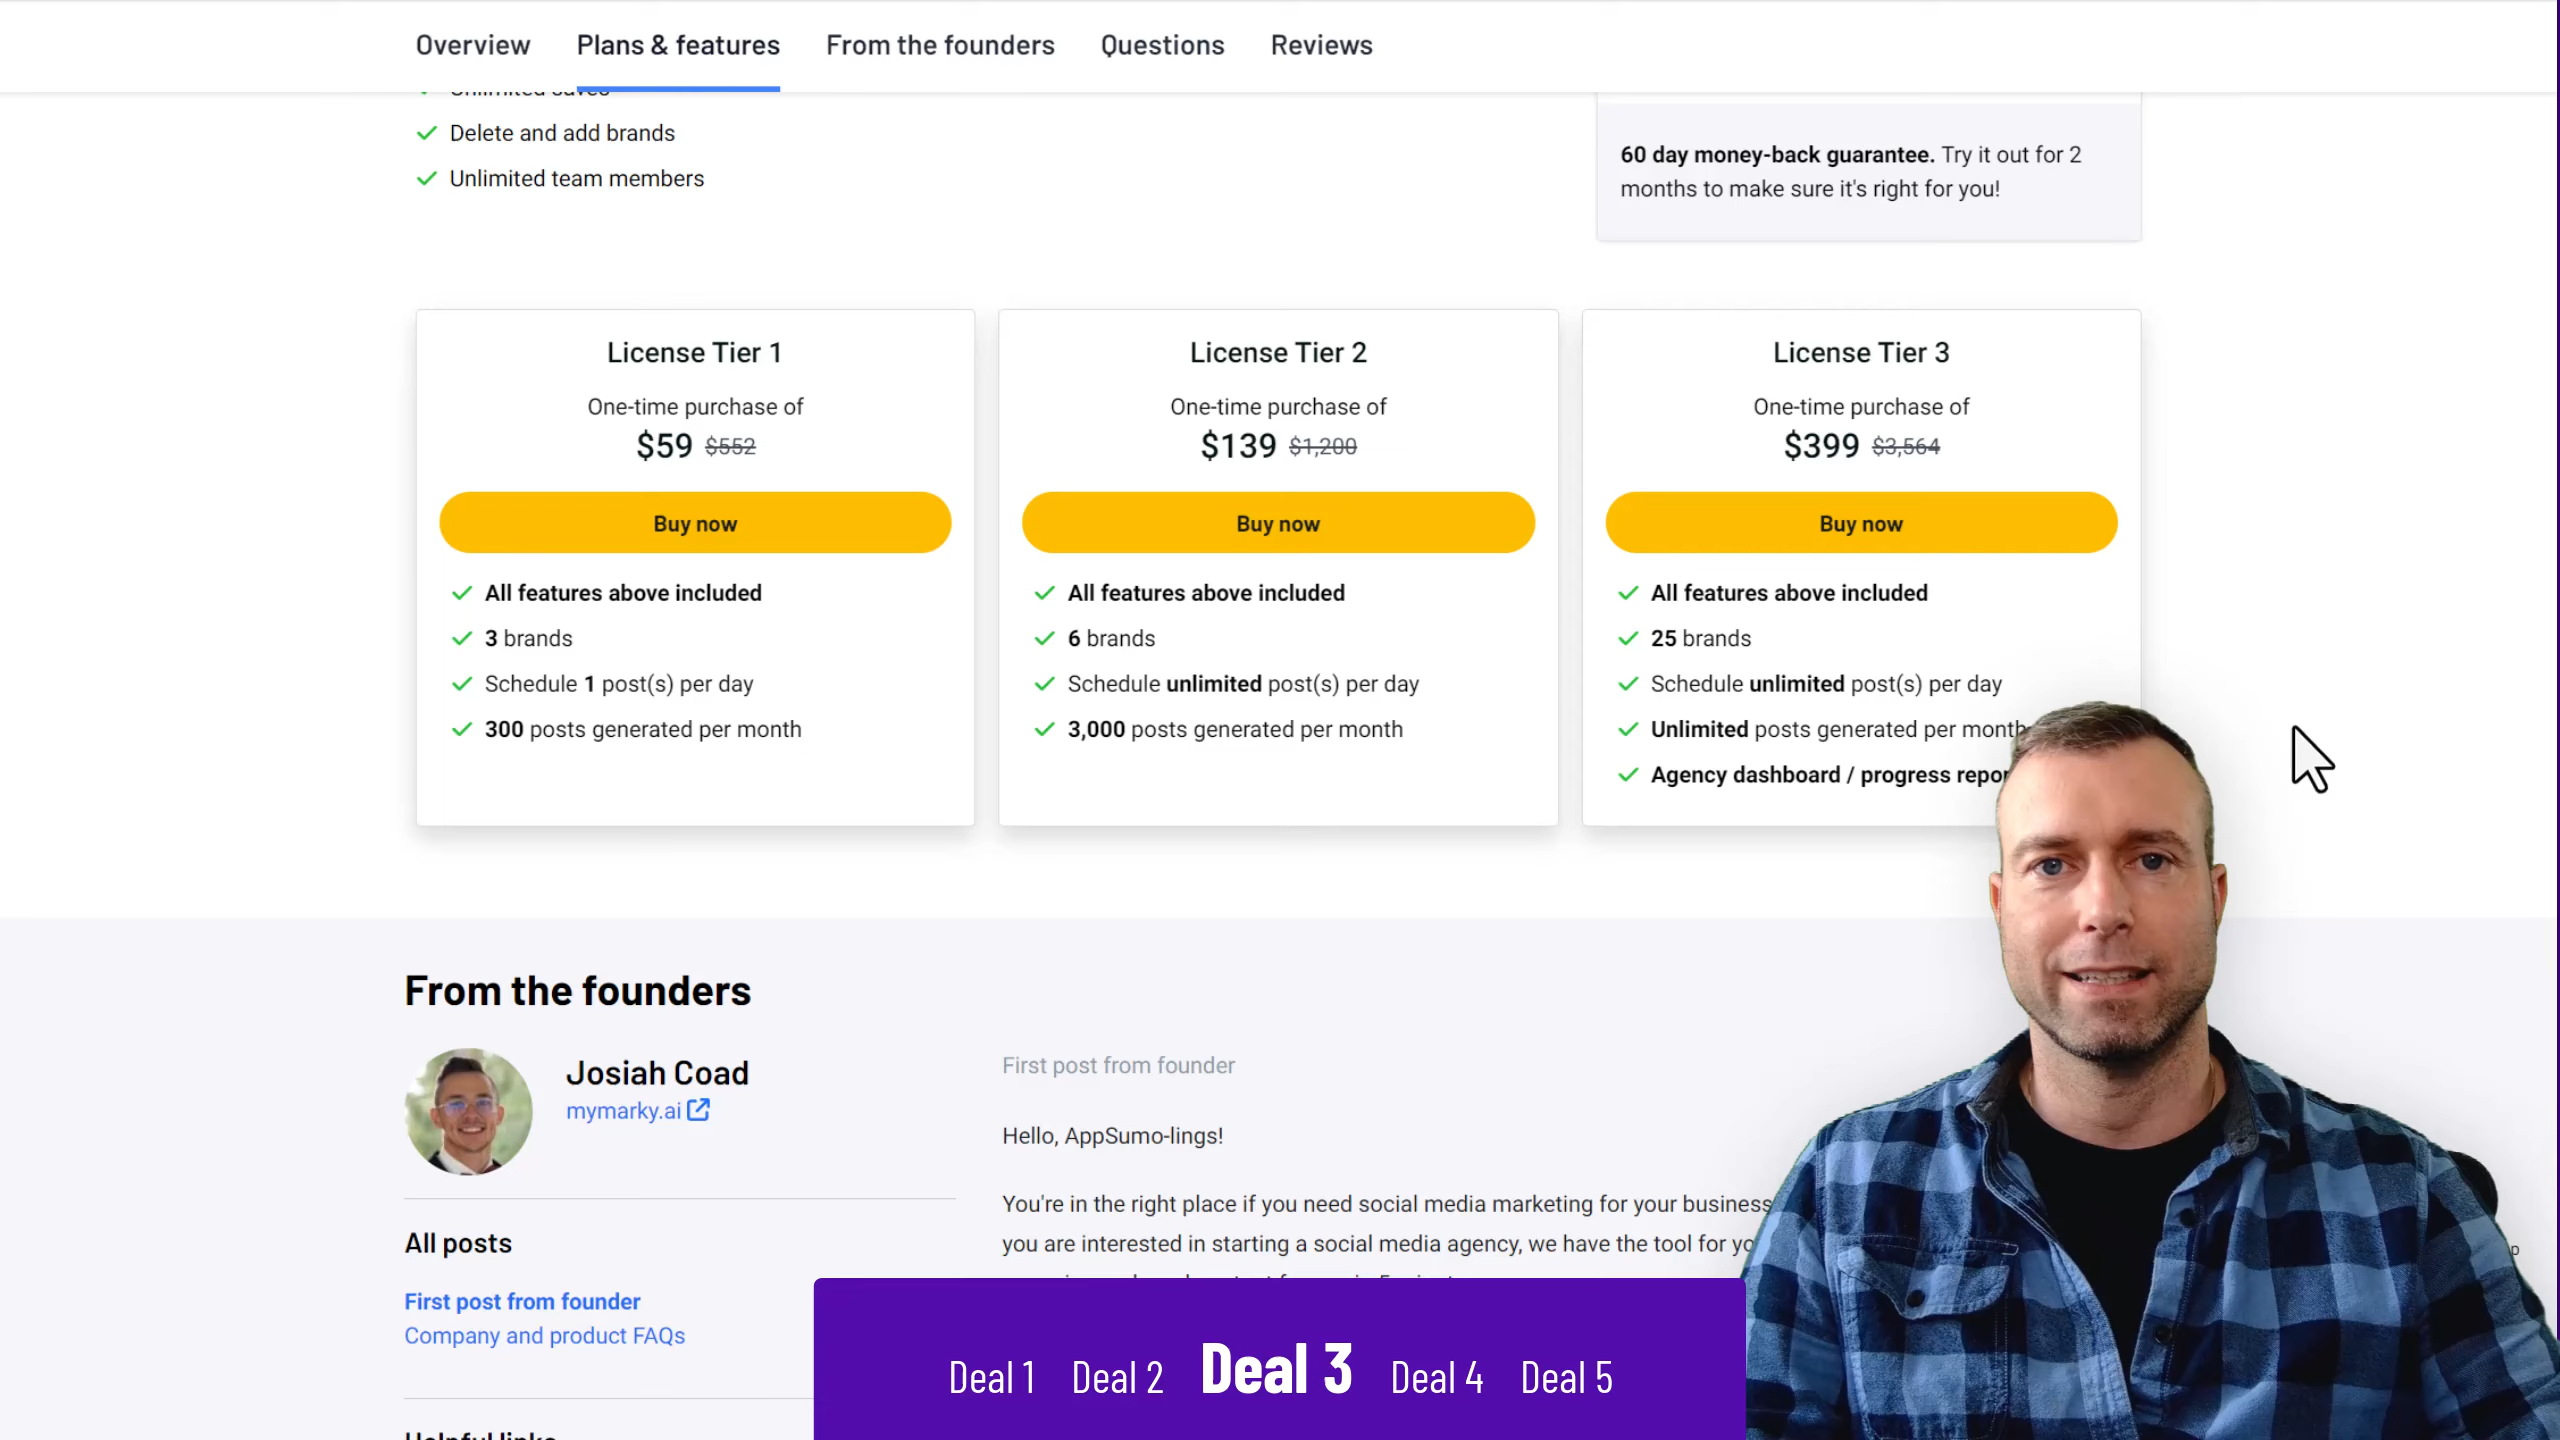 Overview Plans & features From the founders Questions Reviews
Unlimited saves
Delete and add brands
Unlimited team members
60 day money-back guarantee. Try it out for 2
months to make sure it's right for you!
License Tier 1
One-time purchase of
$59 $552
Buy now
All features above included
3 brands
Schedule 1 post(s) per day
300 posts generated per month
License Tier 2
One-time purchase of
$139 $1,200
Buy now
All features above included
6 brands
Schedule unlimited post(s) per day
3,000 posts generated per month
License Tier 3
One-time purchase of
$399 $3,564
Buy now
All features above included
25 brands
Schedule unlimited post(s) per day
Unlimited posts generated per month
Agency dashboard / progress repor
From the founders
Josiah Coad
mymarky.ai
All posts
First post from founder
Company and product FAQs
Helpful links
First post from founder
Hello, AppSumo-lings!
You're in the right place if you need social media marketing for your business
you are interested in starting a social media agency, we have the tool for yo
Deal 1 Deal 2 Deal 3 Deal 4 Deal 5